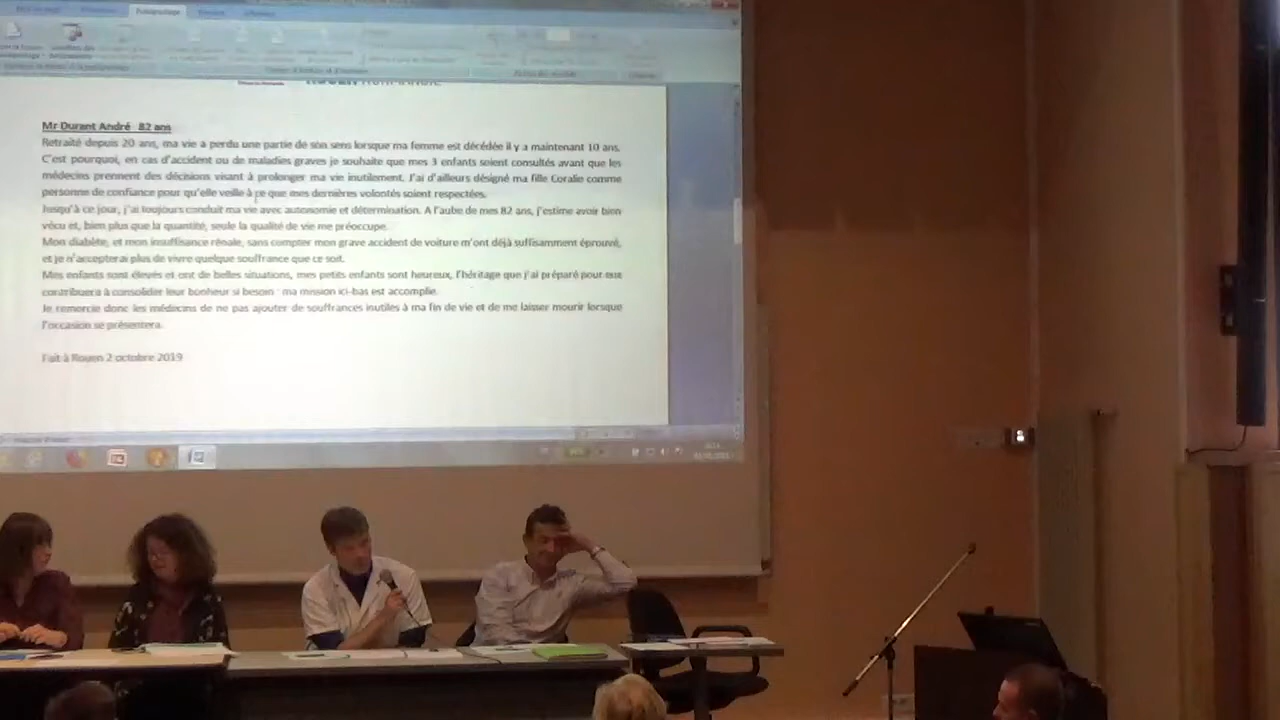 Mr Durant André 82 ans
Retraité depuis 20 ans, ma vie a perdu une partie de son sens lorsque ma femme est décédée il y a maintenant 10 ans.
C'est pourquoi, en cas d'accident ou de maladies graves je souhaite que mes 3 enfants soient consultés avant que les
médecins prennent des décisions visant à prolonger ma vie inutilement. J'ai d'ailleurs désigné ma fille Coralie comme
personne de confiance pour qu'elle veille à ce que mes dernières volontés soient respectées.
Jusqu'à ce jour, j'ai toujours conduit ma vie avec autonomie et détermination. A l'aube de mes 82 ans, j'estime avoir bien
vécu et, bien plus que la quantité, seule la qualité de vie me préoccupe.
Mon diabète, et mon insuffisance rénale, sans compter mon grave accident de voiture m'ont déjà suffisamment éprouvé,
et je n'accepterai plus de vivre quelque souffrance que ce soit.
Mes enfants sont élevés et ont de belles situations, mes petits enfants sont heureux, l'héritage que j'ai préparé pour eux
contribuera à consolider leur bonheur si besoin : ma mission ici-bas est accomplie.
Je remercie donc les médecins de ne pas ajouter de souffrances inutiles à ma fin de vie et de me laisser mourir lorsque
l'occasion se présentera.
Fait à Rouen 2 octobre 2019